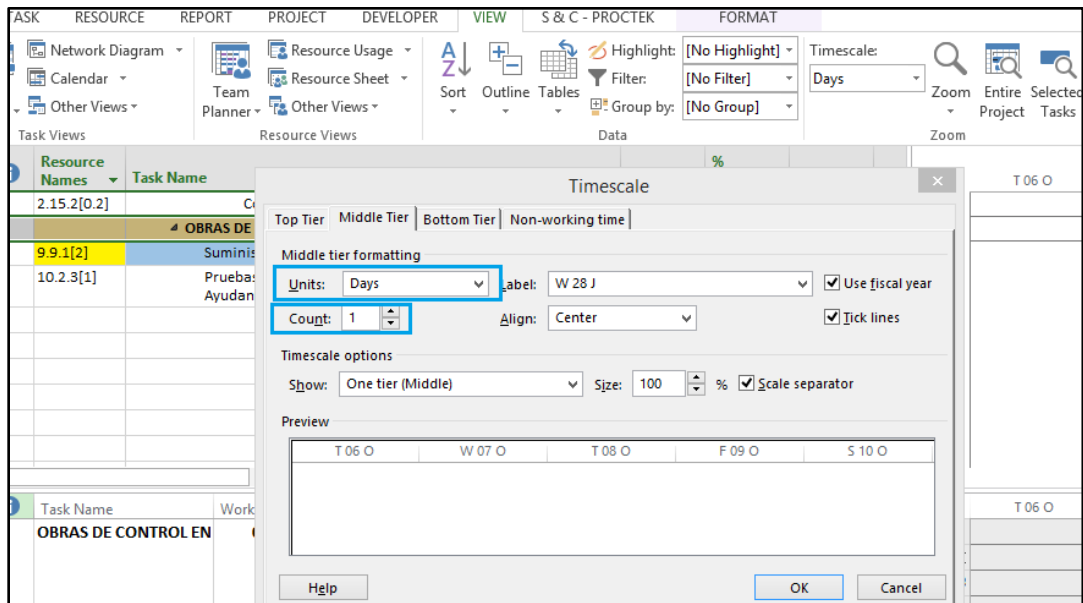 TASK RESOURCE REPORT PROJECT DEVELOPER VIEW S & C - PROCTEK FORMAT
Network Diagram
Calendar
Other Views
Task Views
Team
Planner
Resource Usage
Resource Sheet
Other Views
Resource Views
Sort Outline Tables
Highlight: [No Highlight]
Filter: [No Filter]
Group by: [No Group]
Data
Timescale:
Days
Zoom Entire Project Selected Tasks
Zoom
Resource Names Task Name %
T 06 O
2.15.2[0.2]
OBRAS DE
9.9.1[2] Suminis
10.2.3[1] Pruebas
Ayudan
Timescale
Top Tier Middle Tier Bottom Tier Non-working time
Middle tier formatting
Units: Days Label: W 28 J Use fiscal year
Count: 1 Align: Center Tick lines
Timescale options
Show: One tier (Middle) Size: 100 % Scale separator
Preview
T 06 O W 07 O T 08 O F 09 O S 10 O
Help OK Cancel
Task Name Work T 06 O
OBRAS DE CONTROL EN